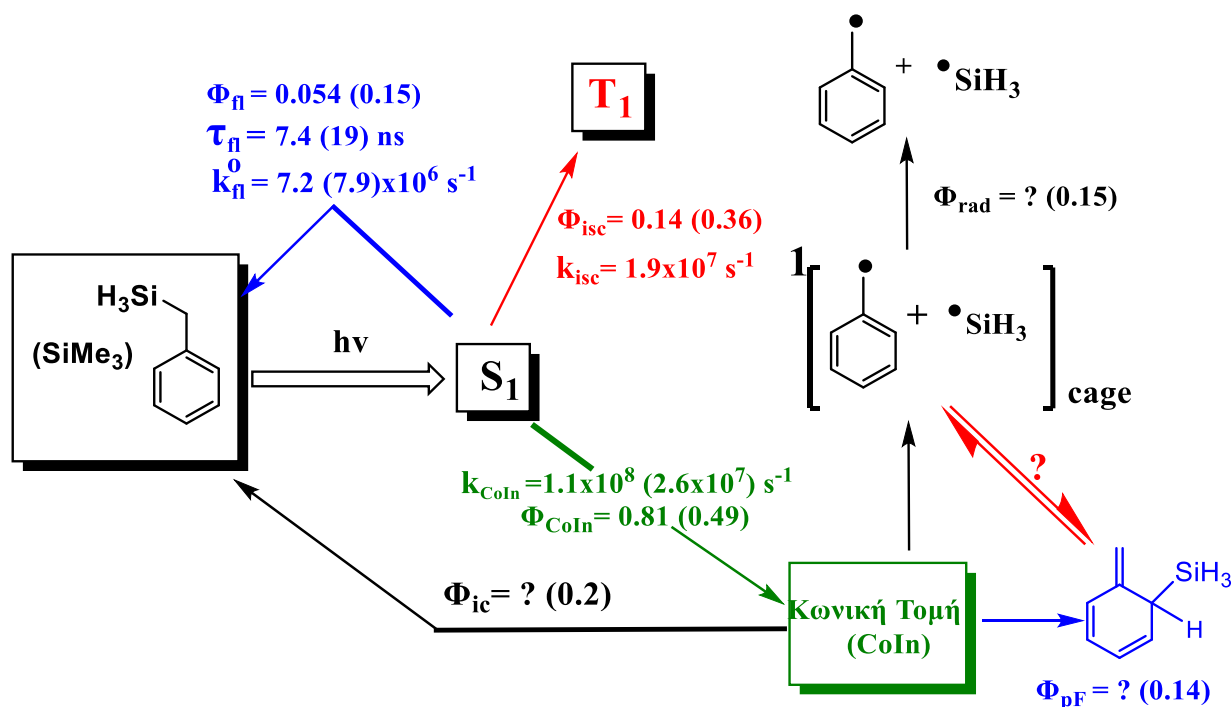 Φfl = 0.054 (0.15)
τfl = 7.4 (19) ns
kflo = 7.2 (7.9)x10⁶ s⁻¹
T₁
Φisc= 0.14 (0.36)
kisc= 1.9x10⁷ s⁻¹
+ •SiH₃
Φrad = ? (0.15)
H₃Si
(SiMe₃)
hν
S₁
1
+ •SiH₃
cage
?
kCoIn =1.1x10⁸ (2.6x10⁷) s⁻¹
ΦCoIn= 0.81 (0.49)
Φic= ? (0.2)
Κωνική Τομή
(CoIn)
SiH₃
H
ΦpF = ? (0.14)